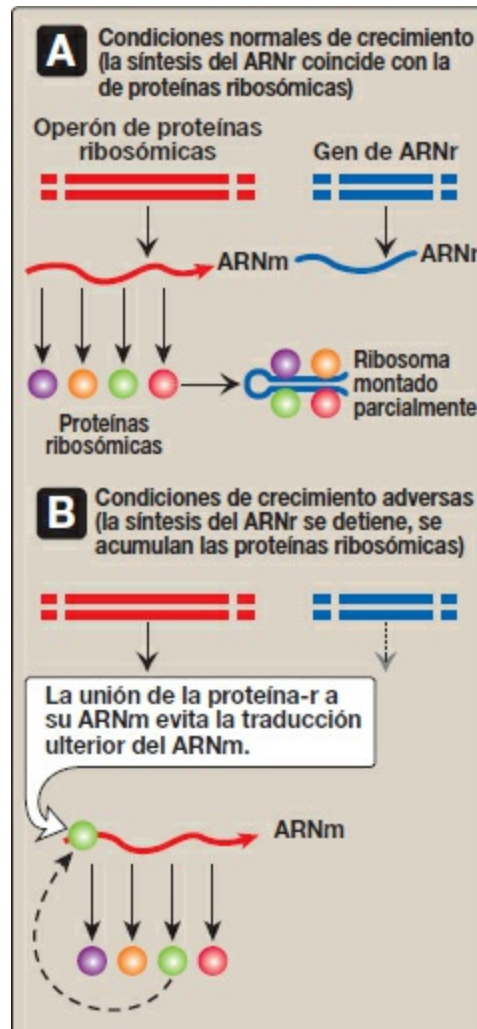 A
Condiciones normales de crecimiento
(la síntesis del ARNr coincide con la
de proteínas ribosómicas)
Operón de proteínas
ribosómicas
Gen de ARNr
ARNm
ARNr
Proteínas
ribosómicas
Ribosoma
montado
parcialmente
B
Condiciones de crecimiento adversas
(la síntesis del ARNr se detiene, se
acumulan las proteínas ribosómicas)
La unión de la proteína-r a
su ARNm evita la traducción
ulterior del ARNm.
ARNm